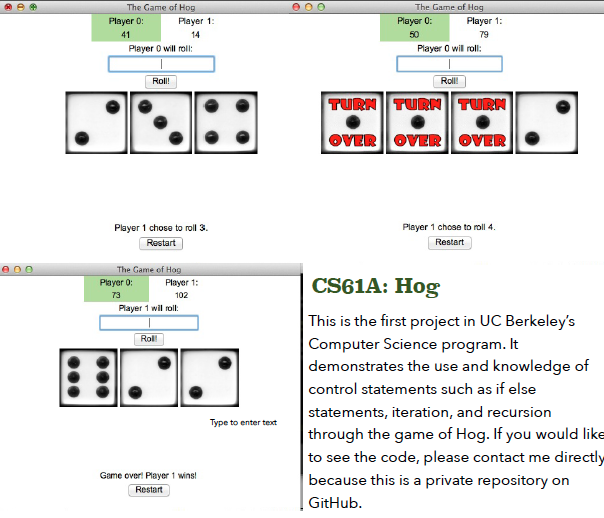 The Game of Hog
Player 0: Player 1:
41 14
Player 0 will roll:
Roll!
Player 1 chose to roll 3.
Restart
The Game of Hog
Player 0: Player 1:
50 79
Player 0 will roll:
Roll!
TURN OVER
TURN OVER
TURN OVER
Player 1 chose to roll 4.
Restart
The Game of Hog
Player 0: Player 1:
73 102
Player 1 will roll:
Roll!
Type to enter text
Game over! Player 1 wins!
Restart
CS61A: Hog
This is the first project in UC Berkeley's
Computer Science program. It
demonstrates the use and knowledge of
control statements such as if else
statements, iteration, and recursion
through the game of Hog. If you would like
to see the code, please contact me directly
because this is a private repository on
GitHub.